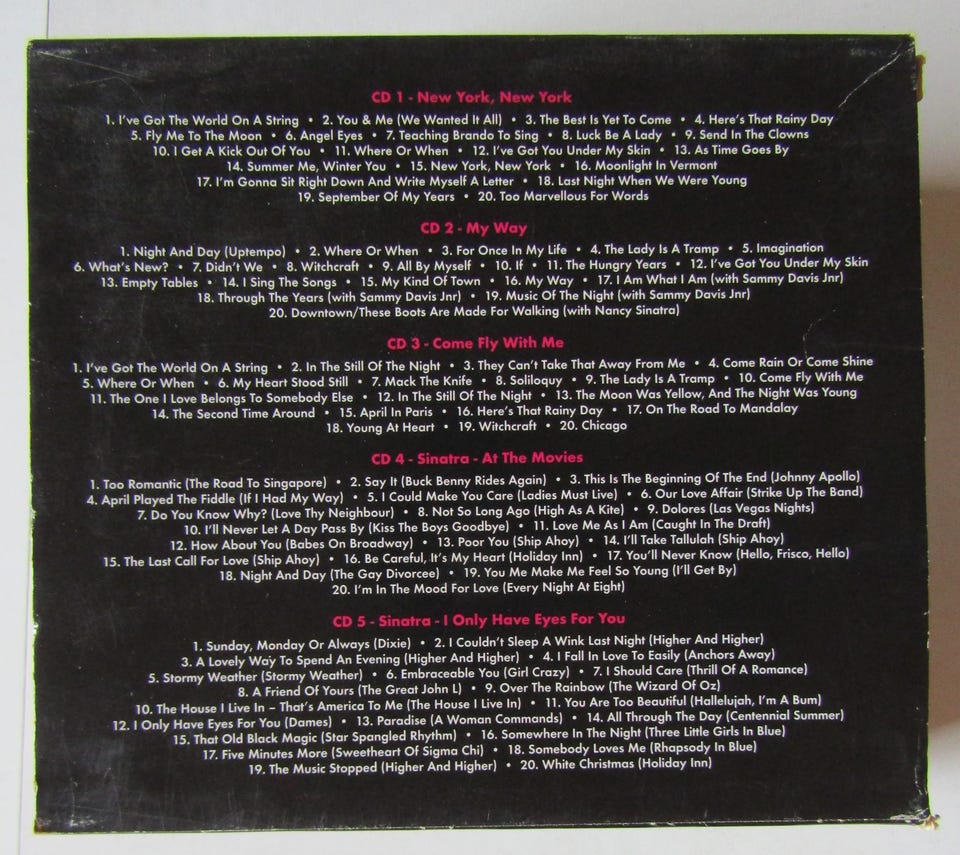 CD 1 - New York, New York
1. I've Got The World On A String • 2. You & Me (We Wanted It All) • 3. The Best Is Yet To Come • 4. Here's That Rainy Day
5. Fly Me To The Moon • 6. Angel Eyes • 7. Teaching Brando To Sing • 8. Luck Be A Lady • 9. Send In The Clowns
10. I Get A Kick Out Of You • 11. Where Or When • 12. I've Got You Under My Skin • 13. As Time Goes By
14. Summer Me, Winter You • 15. New York, New York • 16. Moonlight In Vermont
17. I'm Gonna Sit Right Down And Write Myself A Letter • 18. Last Night When We Were Young
19. September Of My Years • 20. Too Marvellous For Words
CD 2 - My Way
1. Night And Day (Uptempo) • 2. Where Or When • 3. For Once In My Life • 4. The Lady Is A Tramp • 5. Imagination
6. What's New? • 7. Didn't We • 8. Witchcraft • 9. All By Myself • 10. If • 11. The Hungry Years • 12. I've Got You Under My Skin
13. Empty Tables • 14. I Sing The Songs • 15. My Kind Of Town • 16. My Way • 17. I Am What I Am (with Sammy Davis Jnr)
18. Through The Years (with Sammy Davis Jnr) • 19. Music Of The Night (with Sammy Davis Jnr)
20. Downtown/These Boots Are Made For Walking (with Nancy Sinatra)
CD 3 - Come Fly With Me
1. I've Got The World On A String • 2. In The Still Of The Night • 3. They Can't Take That Away From Me • 4. Come Rain Or Come Shine
5. Where Or When • 6. My Heart Stood Still • 7. Mack The Knife • 8. Soliloquy • 9. The Lady Is A Tramp • 10. Come Fly With Me
11. The One I Love Belongs To Somebody Else • 12. In The Still Of The Night • 13. The Moon Was Yellow, And The Night Was Young
14. The Second Time Around • 15. April In Paris • 16. Here's That Rainy Day • 17. On The Road To Mandalay
18. Young At Heart • 19. Witchcraft • 20. Chicago
CD 4 - Sinatra - At The Movies
1. Too Romantic (The Road To Singapore) • 2. Say It (Buck Benny Rides Again) • 3. This Is The Beginning Of The End (Johnny Apollo)
4. April Played The Fiddle (If I Had My Way) • 5. I Could Make You Care (Ladies Must Live) • 6. Our Love Affair (Strike Up The Band)
7. Do You Know Why? (Love Thy Neighbour) • 8. Not So Long Ago (High As A Kite) • 9. Dolores (Las Vegas Nights)
10. I'll Never Let A Day Pass By (Kiss The Boys Goodbye) • 11. Love Me As I Am (Caught In The Draft)
12. How About You (Babes On Broadway) • 13. Poor You (Ship Ahoy) • 14. I'll Take Tallulah (Ship Ahoy)
15. The Last Call For Love (Ship Ahoy) • 16. Be Careful, It's My Heart (Holiday Inn) • 17. You'll Never Know (Hello, Frisco, Hello)
18. Night And Day (The Gay Divorcee) • 19. You Me Make Me Feel So Young (I'll Get By)
20. I'm In The Mood For Love (Every Night At Eight)
CD 5 - Sinatra - I Only Have Eyes For You
1. Sunday, Monday Or Always (Dixie) • 2. I Couldn't Sleep A Wink Last Night (Higher And Higher)
3. A Lovely Way To Spend An Evening (Higher And Higher) • 4. I Fall In Love To Easily (Anchors Away)
5. Stormy Weather (Stormy Weather) • 6. Embraceable You (Girl Crazy) • 7. I Should Care (Thrill Of A Romance)
8. A Friend Of Yours (The Great John L) • 9. Over The Rainbow (The Wizard Of Oz)
10. The House I Live In – That's America To Me (The House I Live In) • 11. You Are Too Beautiful (Hallelujah, I'm A Bum)
12. I Only Have Eyes For You (Dames) • 13. Paradise (A Woman Commands) • 14. All Through The Day (Centennial Summer)
15. That Old Black Magic (Star Spangled Rhythm) • 16. Somewhere In The Night (Three Little Girls In Blue)
17. Five Minutes More (Sweetheart Of Sigma Chi) • 18. Somebody Loves Me (Rhapsody In Blue)
19. The Music Stopped (Higher And Higher) • 20. White Christmas (Holiday Inn)